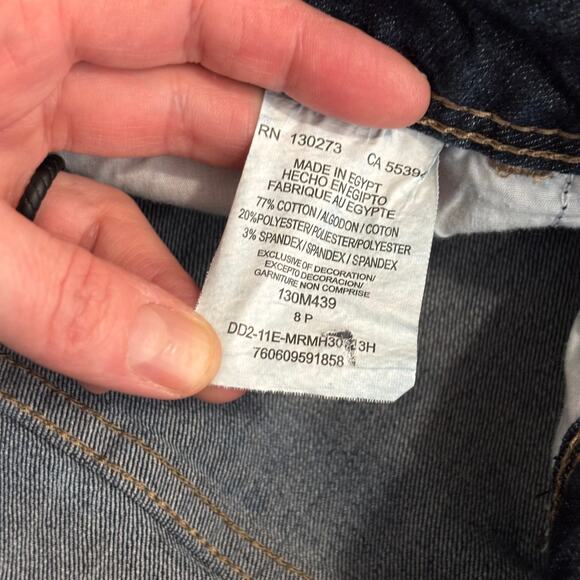 RN 130273 CA
MADE IN EGYPT
HECHO EN EGIPTO
FABRIQUE AU EGYPTE
77% COTTON/ALGODON/COTON
20%POLYESTER/POLIESTER/POLYESTER
3% SPANDEX/SPANDEX/SPANDEX
EXCLUSIVE OF DECORATION/
EXCEPTO DECORACION/
GARNITURE NON COMPRISE
130M439
8 P
760609591858